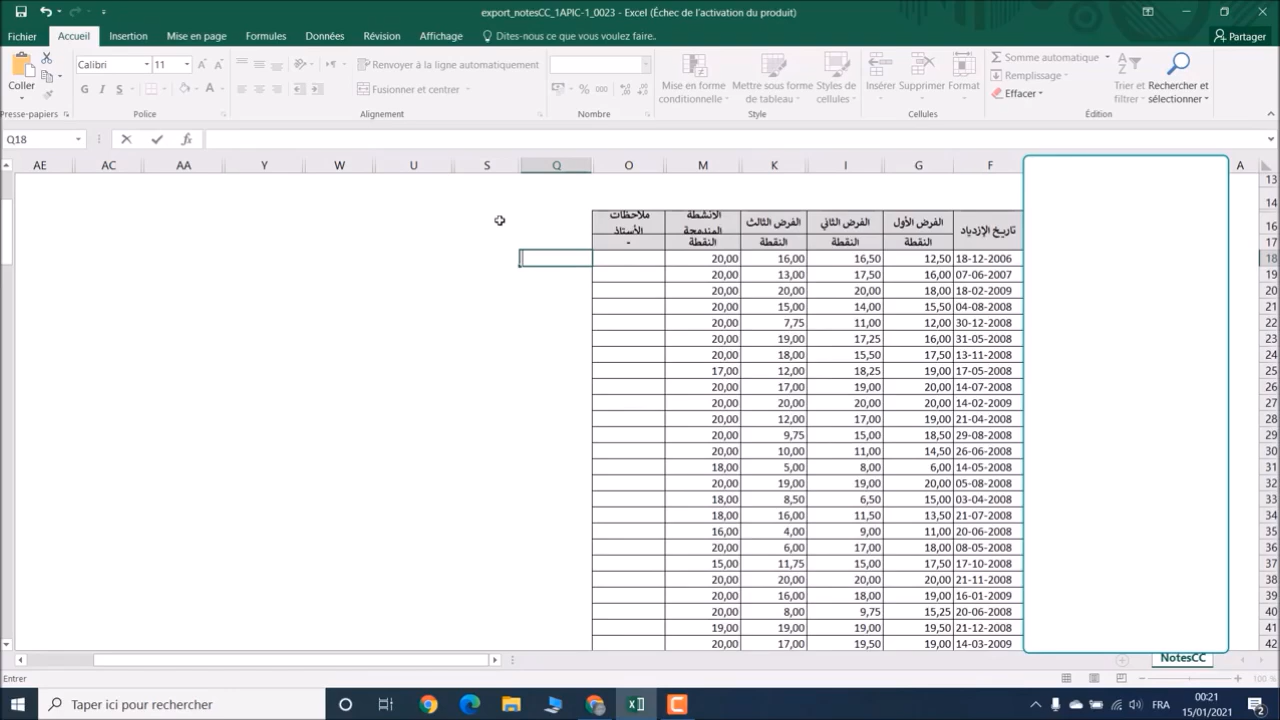 export_notesCC_1APIC-1_0023 - Excel (Échec de l'activation du produit)
Fichier Accueil Insertion Mise en page Formules Données Révision Affichage Dites-nous ce que vous voulez faire. Partager
Coller
Calibri 11
Renvoyer à la ligne automatiquement
Fusionner et centrer
Mise en forme conditionnelle
Mettre sous forme de tableau
Styles de cellules
Insérer Supprimer Format
Somme automatique
Remplissage
Effacer
Trier et filtrer
Rechercher et sélectionner
Presse-papiers Police Alignement Nombre Style Cellules Édition
Q18
AE AC AA Y W U S Q O M K I G F A
13
14
ملاحظات الأستاذ الأنشطة المندمجة الفرض الثالث الفرض الثاني الفرض الأول تاريخ الإزدياد 16
- النقطة النقطة النقطة النقطة 17
20,00 16,00 16,50 12,50 18-12-2006 18
20,00 13,00 17,50 16,00 07-06-2007 19
20,00 20,00 20,00 18,00 18-02-2009 20
20,00 15,00 14,00 15,50 04-08-2008 21
20,00 7,75 11,00 12,00 30-12-2008 22
20,00 19,00 17,25 16,00 31-05-2008 23
20,00 18,00 15,50 17,50 13-11-2008 24
17,00 12,00 18,25 19,00 17-05-2008 25
20,00 17,00 19,00 20,00 14-07-2008 26
20,00 20,00 20,00 20,00 14-02-2009 27
20,00 12,00 17,00 19,00 21-04-2008 28
20,00 9,75 15,00 18,50 29-08-2008 29
20,00 10,00 11,00 14,50 26-06-2008 30
18,00 5,00 8,00 6,00 14-05-2008 31
20,00 19,00 19,00 20,00 05-08-2008 32
18,00 8,50 6,50 15,00 03-04-2008 33
18,00 16,00 11,50 13,50 21-07-2008 34
16,00 4,00 9,00 11,00 20-06-2008 35
20,00 6,00 17,00 18,00 08-05-2008 36
15,00 11,75 15,00 17,50 17-10-2008 37
20,00 20,00 20,00 20,00 21-11-2008 38
20,00 16,00 18,00 19,00 16-01-2009 39
20,00 8,00 9,75 15,25 20-06-2008 40
19,00 19,00 19,00 19,50 21-12-2008 41
20,00 17,00 19,50 19,00 14-03-2009 42
NotesCC
Entrer 100 %
Taper ici pour rechercher
FRA
00:21
15/01/2021
2